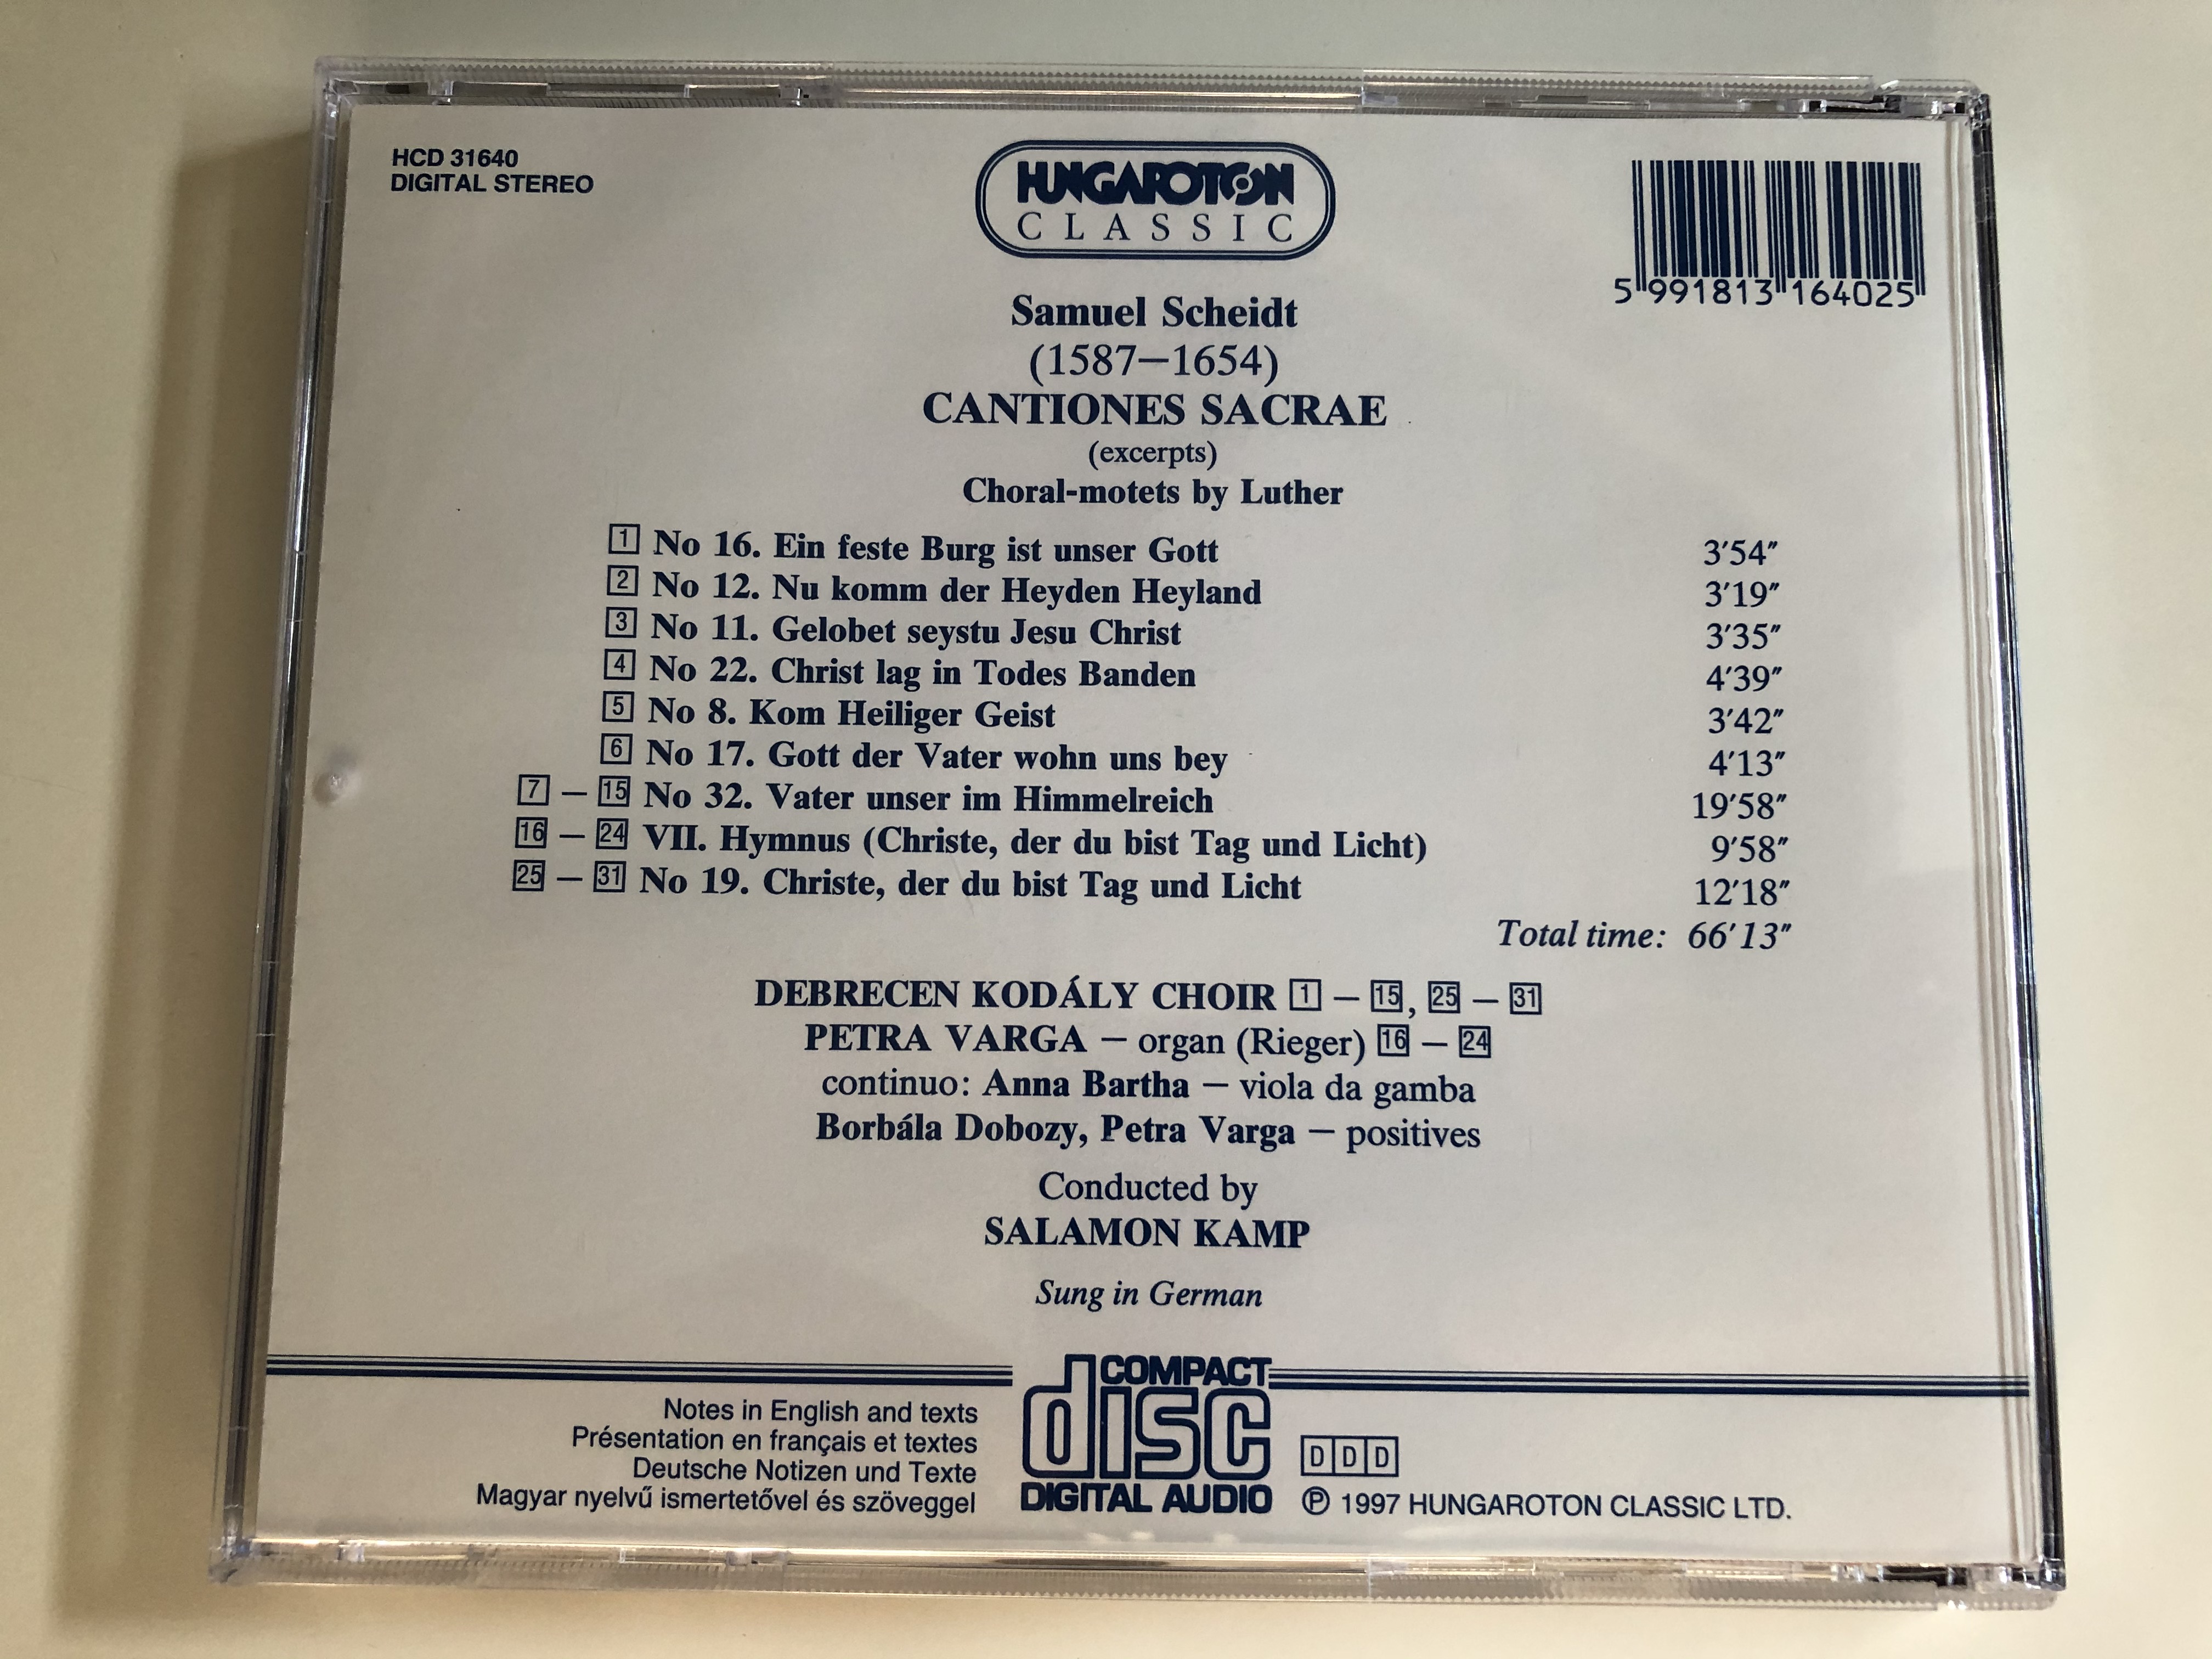 HCD 31640
DIGITAL STEREO
HUNGAROTON
CLASSIC
5 991813 164025
Samuel Scheidt
(1587—1654)
CANTIONES SACRAE
(excerpts)
Choral-motets by Luther
1 No 16. Ein feste Burg ist unser Gott 3′54″
2 No 12. Nu komm der Heyden Heyland 3′19″
3 No 11. Gelobet seystu Jesu Christ 3′35″
4 No 22. Christ lag in Todes Banden 4′39″
5 No 8. Kom Heiliger Geist 3′42″
6 No 17. Gott der Vater wohn uns bey 4′13″
7 — 15 No 32. Vater unser im Himmelreich 19′58″
16 — 24 VII. Hymnus (Christe, der du bist Tag und Licht) 9′58″
25 — 31 No 19. Christe, der du bist Tag und Licht 12′18″
Total time: 66′13″
DEBRECEN KODÁLY CHOIR 1 — 15, 25 — 31
PETRA VARGA — organ (Rieger) 16 — 24
continuo: Anna Bartha — viola da gamba
Borbála Dobozy, Petra Varga — positives
Conducted by
SALAMON KAMP
Sung in German
Notes in English and texts
Présentation en français et textes
Deutsche Notizen und Texte
Magyar nyelvű ismertetővel és szöveggel
COMPACT
disc
DIGITAL AUDIO
DDD
℗ 1997 HUNGAROTON CLASSIC LTD.